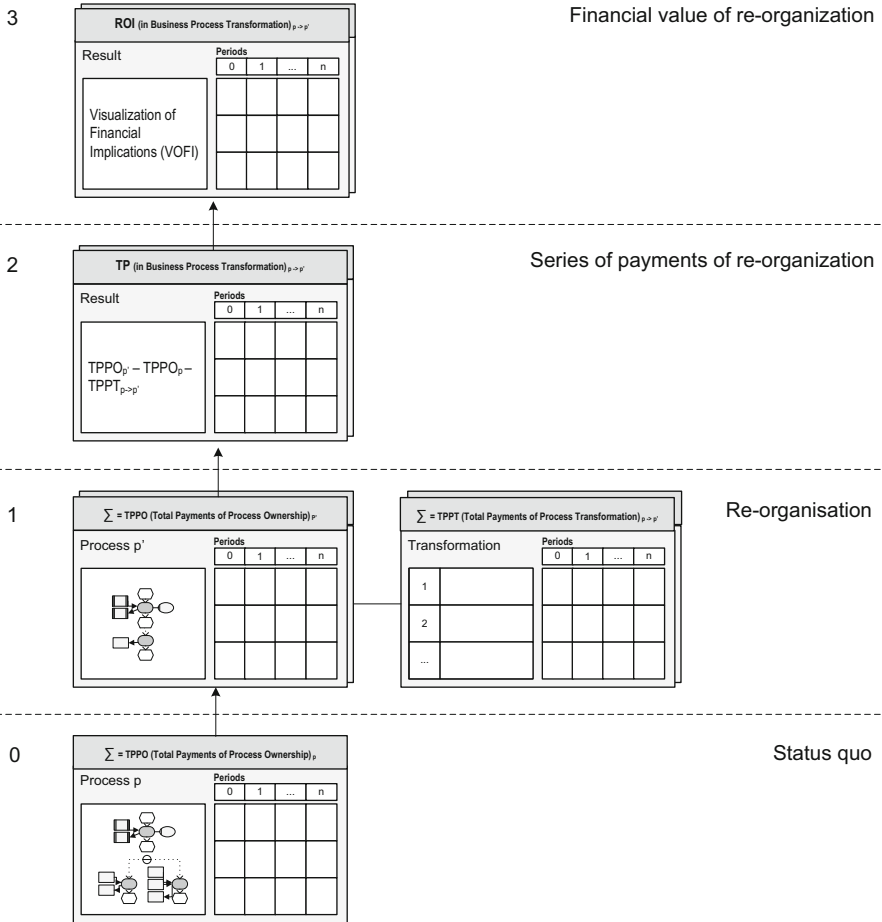 3
Financial value of re-organization
ROI (in Business Process Transformation) p -> p'
Result
Periods
0 1 ... n
Visualization of
Financial
Implications (VOFI)
2
Series of payments of re-organization
TP (in Business Process Transformation) p -> p'
Result
Periods
0 1 ... n
TPPOp' – TPPOp –
TPPTp->p'
1
Re-organisation
∑ = TPPO (Total Payments of Process Ownership) p'
Process p’
Periods
0 1 ... n
∑ = TPPT (Total Payments of Process Transformation) p -> p'
Transformation
Periods
0 1 ... n
1
2
...
0
Status quo
∑ = TPPO (Total Payments of Process Ownership) p
Process p
Periods
0 1 ... n